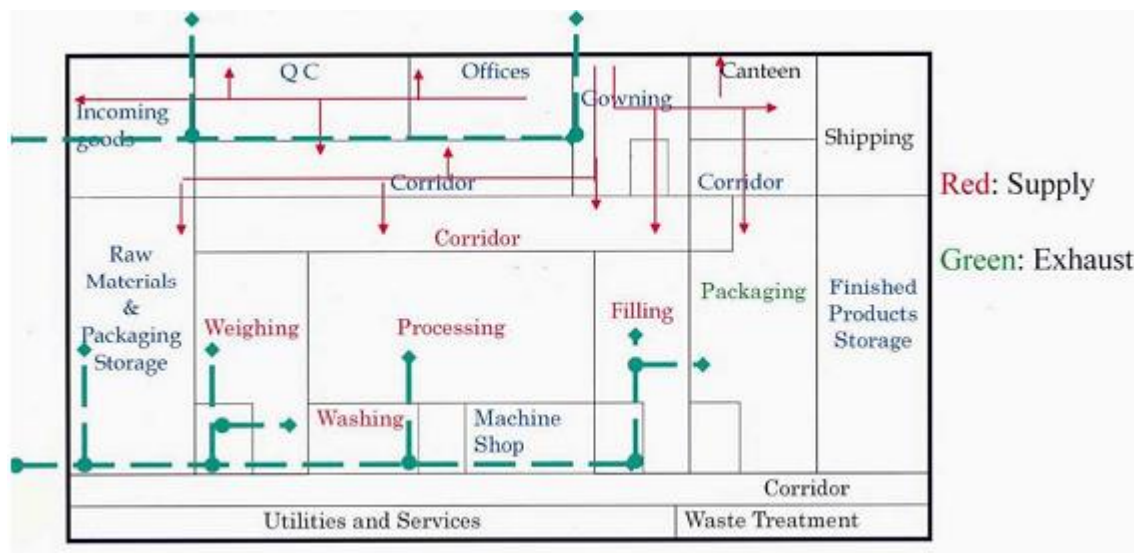 Q C
Offices
Canteen
Gowning
Incoming
goods
Shipping
Corridor
Corridor
Red: Supply
Corridor
Raw
Materials
&
Packaging
Storage
Green: Exhaust
Packaging
Finished
Products
Storage
Weighing
Processing
Filling
Washing
Machine
Shop
Corridor
Utilities and Services
Waste Treatment